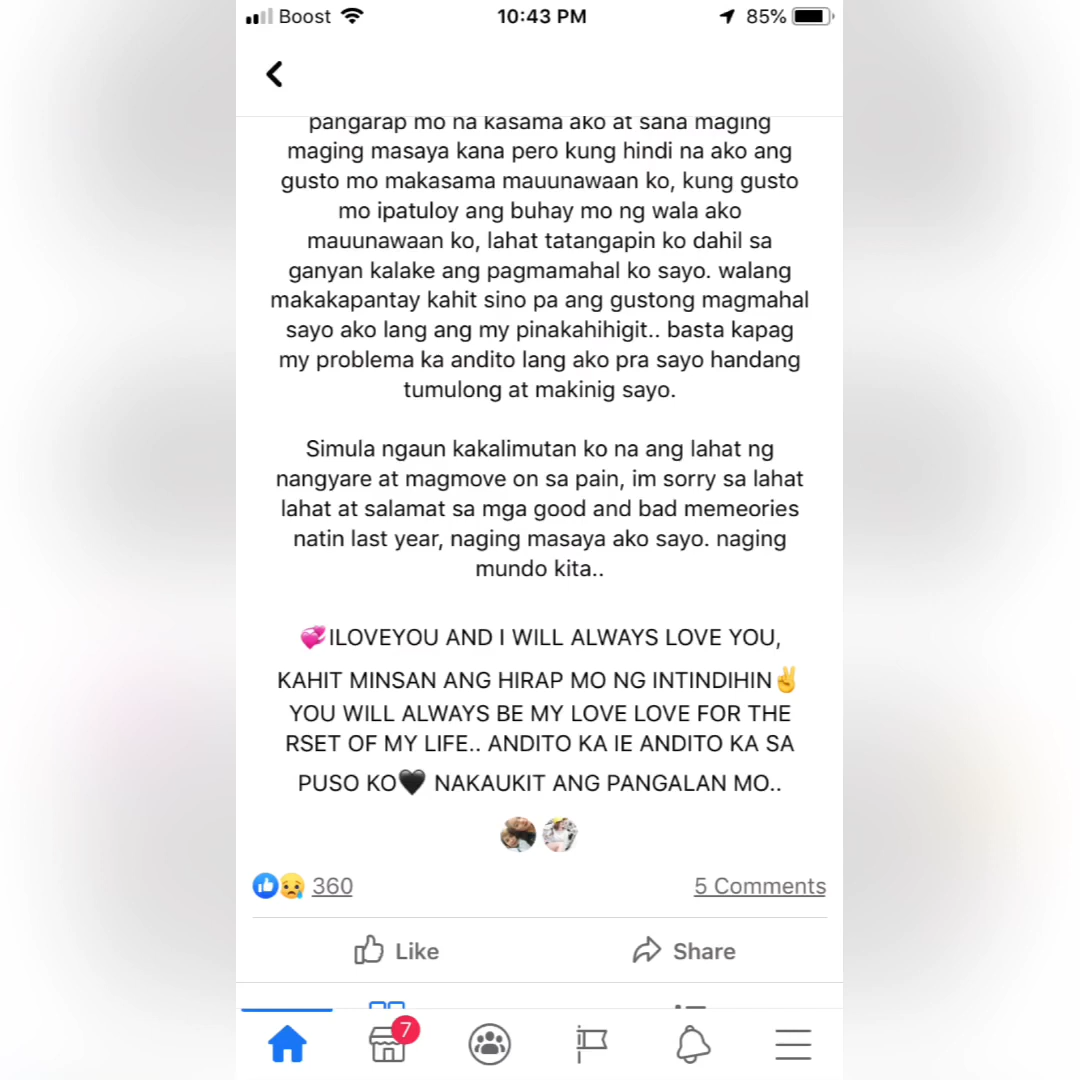 Boost 10:43 PM 85%
pangarap mo na kasama ako at sana maging
maging masaya kana pero kung hindi na ako ang
gusto mo makasama mauunawaan ko, kung gusto
mo ipatuloy ang buhay mo ng wala ako
mauunawaan ko, lahat tatangapin ko dahil sa
ganyan kalake ang pagmamahal ko sayo. walang
makakapantay kahit sino pa ang gustong magmahal
sayo ako lang ang my pinakahihigit.. basta kapag
my problema ka andito lang ako pra sayo handang
tumulong at makinig sayo.
Simula ngaun kakalimutan ko na ang lahat ng
nangyare at magmove on sa pain, im sorry sa lahat
lahat at salamat sa mga good and bad memeories
natin last year, naging masaya ako sayo. naging
mundo kita..
💞ILOVEYOU AND I WILL ALWAYS LOVE YOU,
KAHIT MINSAN ANG HIRAP MO NG INTINDIHIN✌
YOU WILL ALWAYS BE MY LOVE LOVE FOR THE
RSET OF MY LIFE.. ANDITO KA IE ANDITO KA SA
PUSO KO🖤 NAKAUKIT ANG PANGALAN MO..
360 5 Comments
Like Share
7